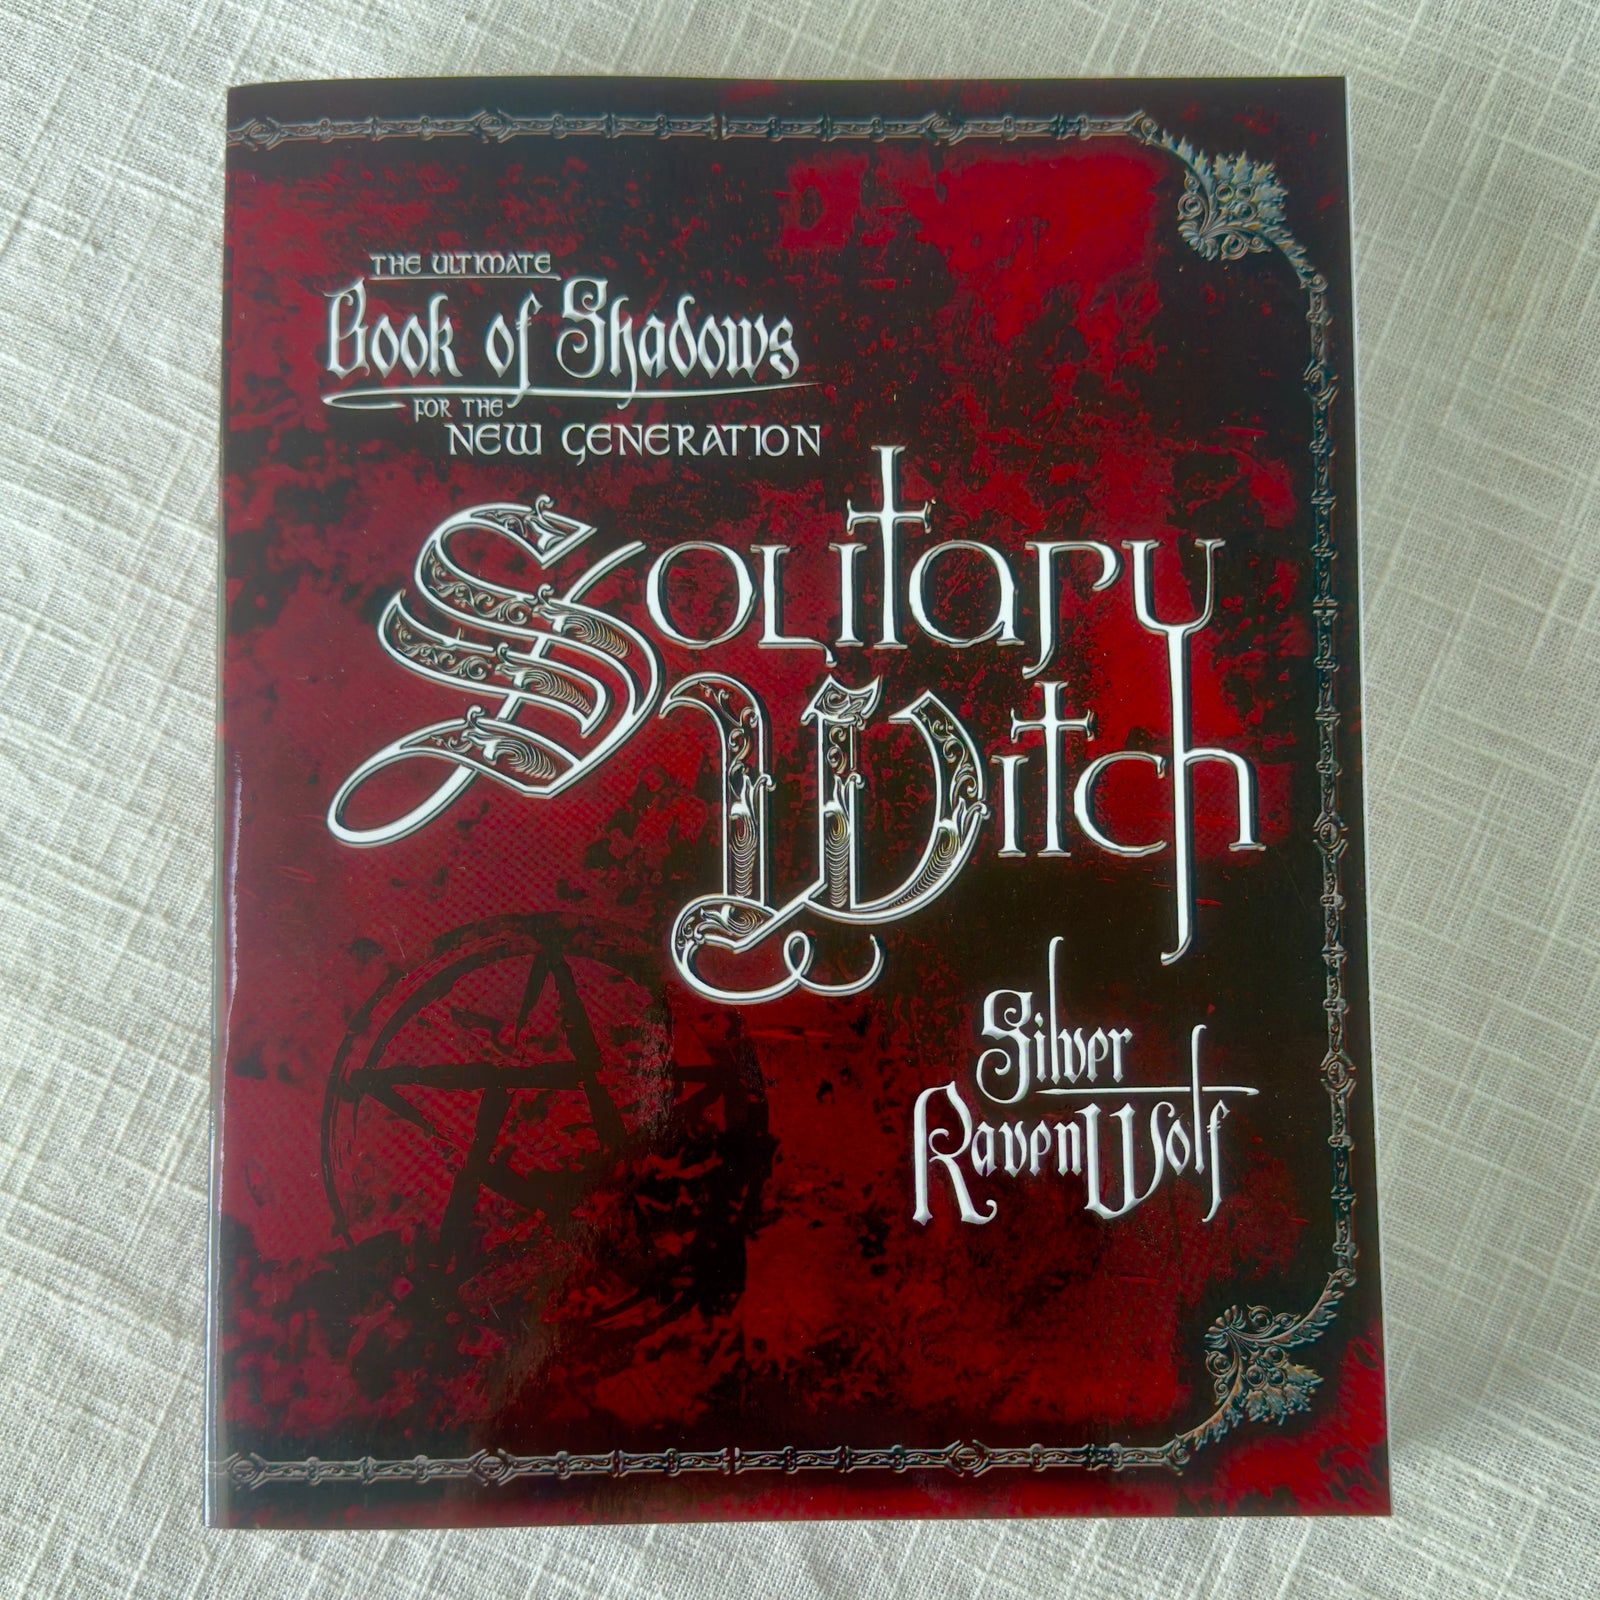 THE ULTIMATE
Book of Shadows
FOR THE
NEW GENERATION
Solitary
Witch
Silver
RavenWolf